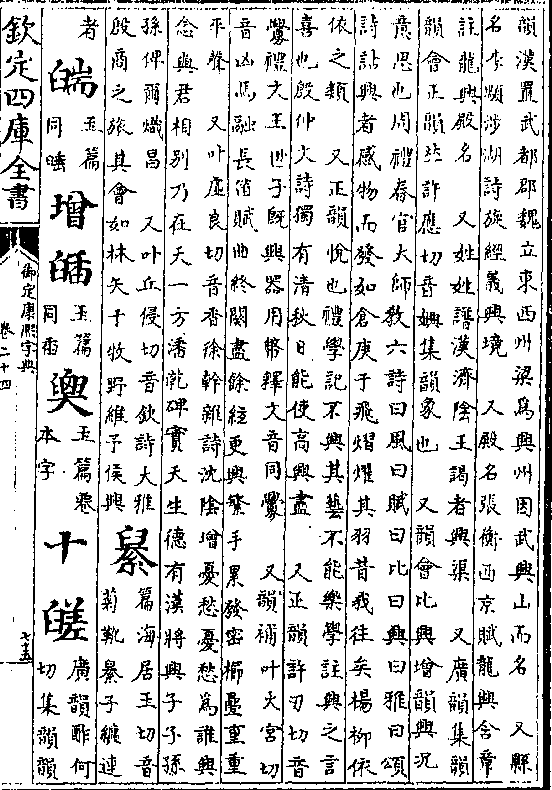 韻漢置武都郡魏立東西州梁為興州因武興山而名 又縣
名李顒涉湖詩旋經義興境 又殿名張衡西京賦龍興含章
註龍興殿名 又姓姓譜漢濟陰王謁者興渠 又廣韻集韻
韻會正韻𠀤許應切音嬹集韻象也 又韻會比興增韻興況
意思也周禮春官大師教六詩曰風曰賦曰比曰興曰雅曰頌
詩詁興者感物而發如倉庚于飛熠燿其羽昔我往矣楊柳依
依之類 又正韻悅也禮學記不興其藝不能樂學註興之言
喜也殷仲文詩獨有清秋日能使高興盡 又正韻許刃切音
釁禮文王世子既興器用幣釋文音同釁 又韻補叶火宮切
音凶馬融長笛賦曲終闋盡餘絃更興繁手累發密櫛疊重重
平聲 又叶虛良切音香徐幹雜詩沈陰增憂愁憂愁為誰興
念與君相別乃在天一方潘乾碑實天生德有漢將興子子孫
孫俾爾熾昌 又叶丘侵切音欽詩大雅
殷商之旅其會如林矢于牧野維予侯興
篇海居玉切音
菊靴 子纏連
者
玉篇
同
增
玉篇
同
玉篇
本字
十
廣韻酢何
切集韻韻
欽定四庫全書
御定康熙字典
卷二十四
七十五